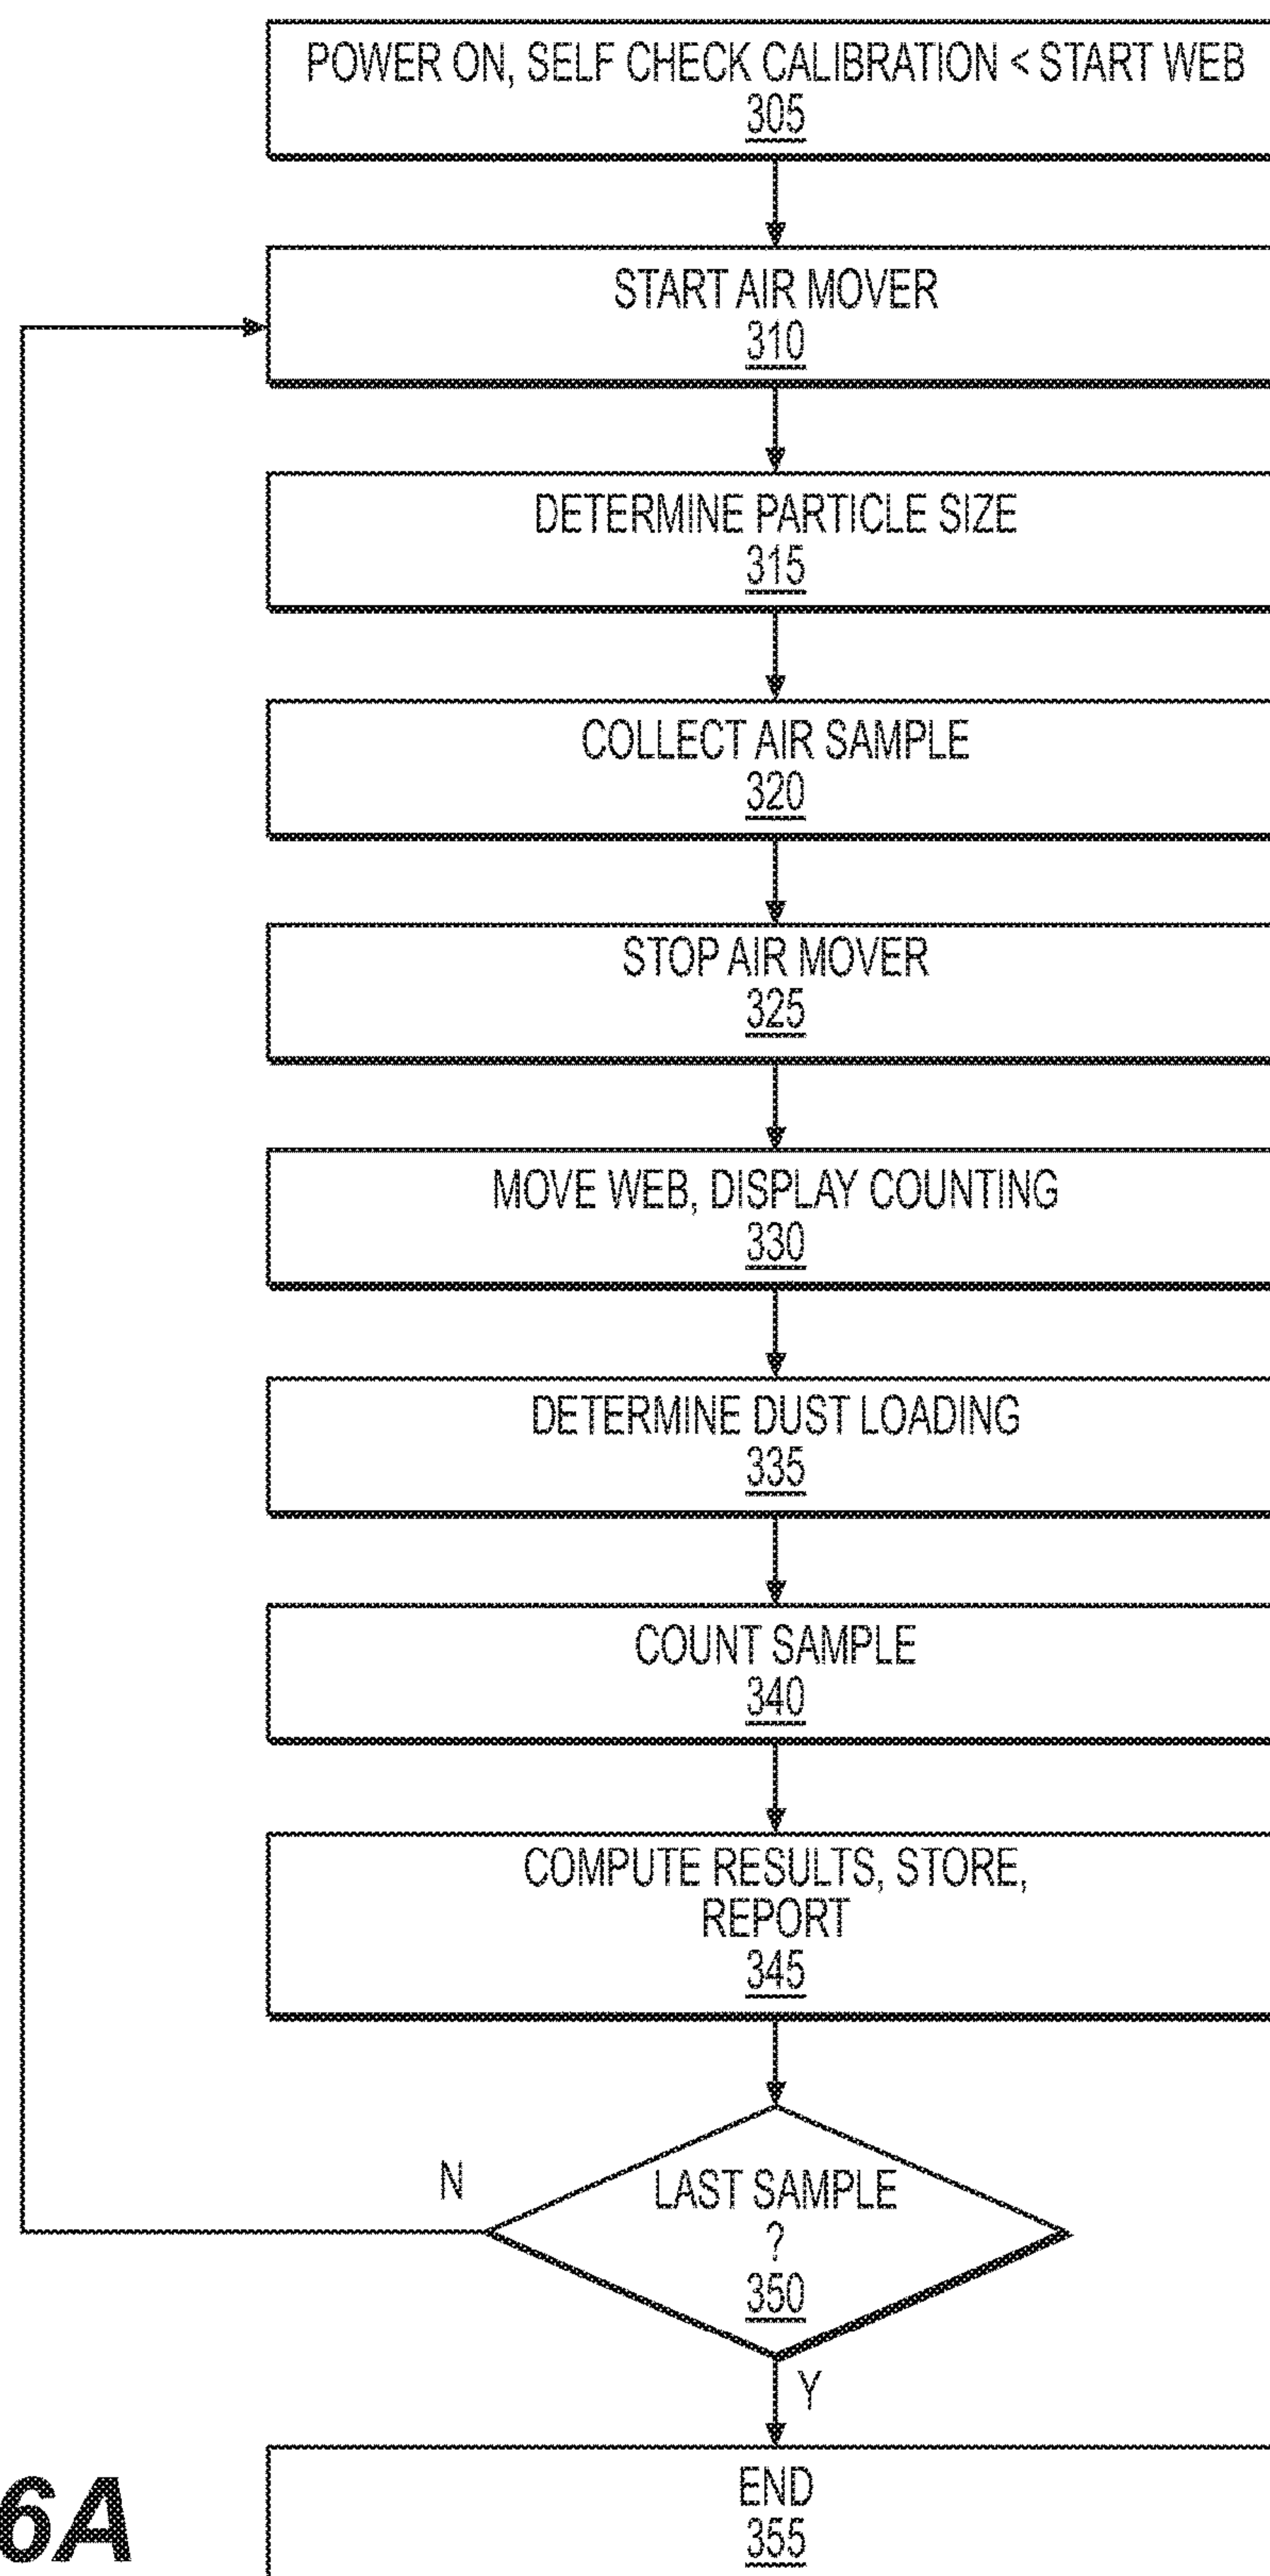 POWER ON, SELF CHECK CALIBRATION < START WEB
305
START AIR MOVER
310
DETERMINE PARTICLE SIZE
315
COLLECT AIR SAMPLE
320
STOP AIR MOVER
325
MOVE WEB, DISPLAY COUNTING
330
DETERMINE DUST LOADING
335
COUNT SAMPLE
340
COMPUTE RESULTS, STORE,
REPORT
345
N
LAST SAMPLE
?
350
Y
END
355
6A